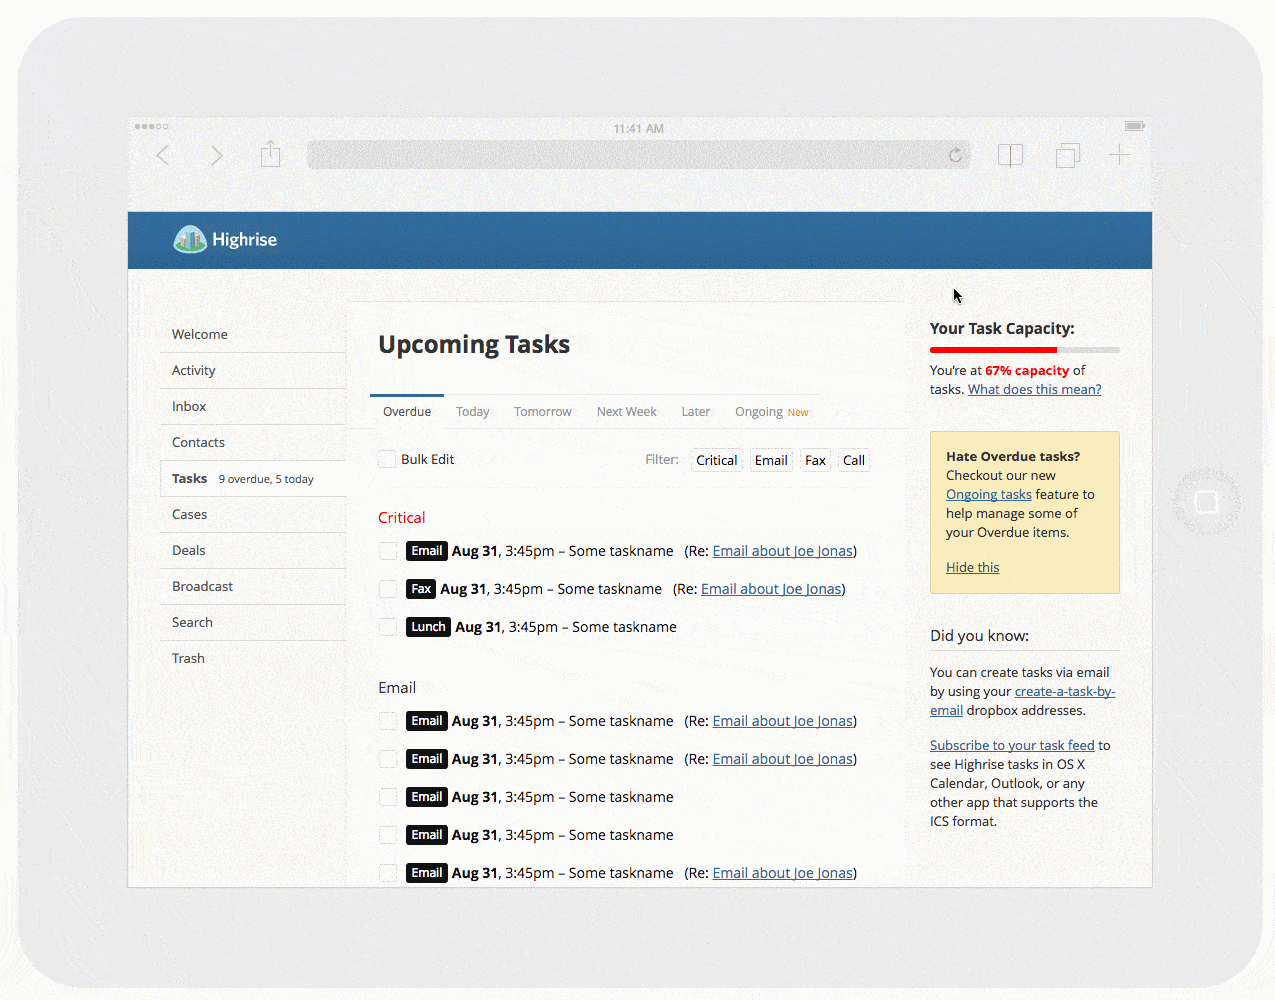 11:41 AM
Highrise
Welcome
Activity
Inbox
Contacts
Tasks 9 overdue, 5 today
Cases
Deals
Broadcast
Search
Trash
Upcoming Tasks
Overdue Today Tomorrow Next Week Later Ongoing New
Bulk Edit Filter: Critical Email Fax Call
Critical
Email Aug 31, 3:45pm – Some taskname (Re: Email about Joe Jonas)
Fax Aug 31, 3:45pm – Some taskname (Re: Email about Joe Jonas)
Lunch Aug 31, 3:45pm – Some taskname
Email
Email Aug 31, 3:45pm – Some taskname (Re: Email about Joe Jonas)
Email Aug 31, 3:45pm – Some taskname (Re: Email about Joe Jonas)
Email Aug 31, 3:45pm – Some taskname
Email Aug 31, 3:45pm – Some taskname
Email Aug 31, 3:45pm – Some taskname (Re: Email about Joe Jonas)
Your Task Capacity:
You're at 67% capacity of
tasks. What does this mean?
Hate Overdue tasks?
Checkout our new
Ongoing tasks feature to
help manage some of
your Overdue items.
Hide this
Did you know:
You can create tasks via email
by using your create-a-task-by-
email dropbox addresses.
Subscribe to your task feed to
see Highrise tasks in OS X
Calendar, Outlook, or any
other app that supports the
ICS format.